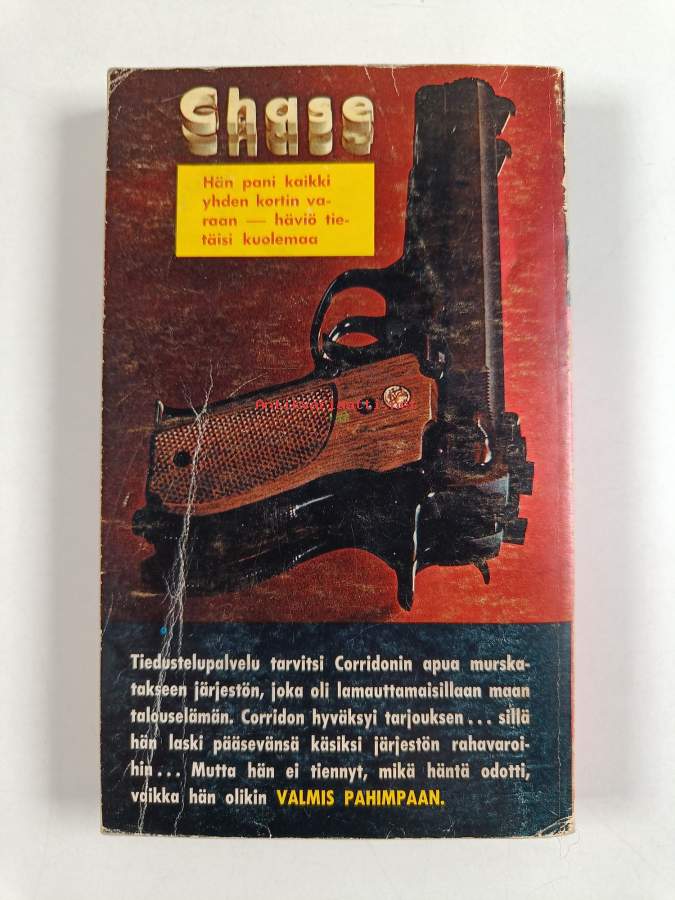 Chase
Hän pani kaikki
yhden kortin va-
raan — häviö tie-
täisi kuolemaa
Tiedustelupalvelu tarvitsi Corridonin apua murska-
takseen järjestön, joka oli lamauttamaisillaan maan
talouselämän. Corridon hyväksyi tarjouksen... sillä
hän laski pääsevänsä käsiksi järjestön rahavaroi-
hin... Mutta hän ei tiennyt, mikä häntä odotti,
vaikka hän olikin VALMIS PAHIMPAAN.